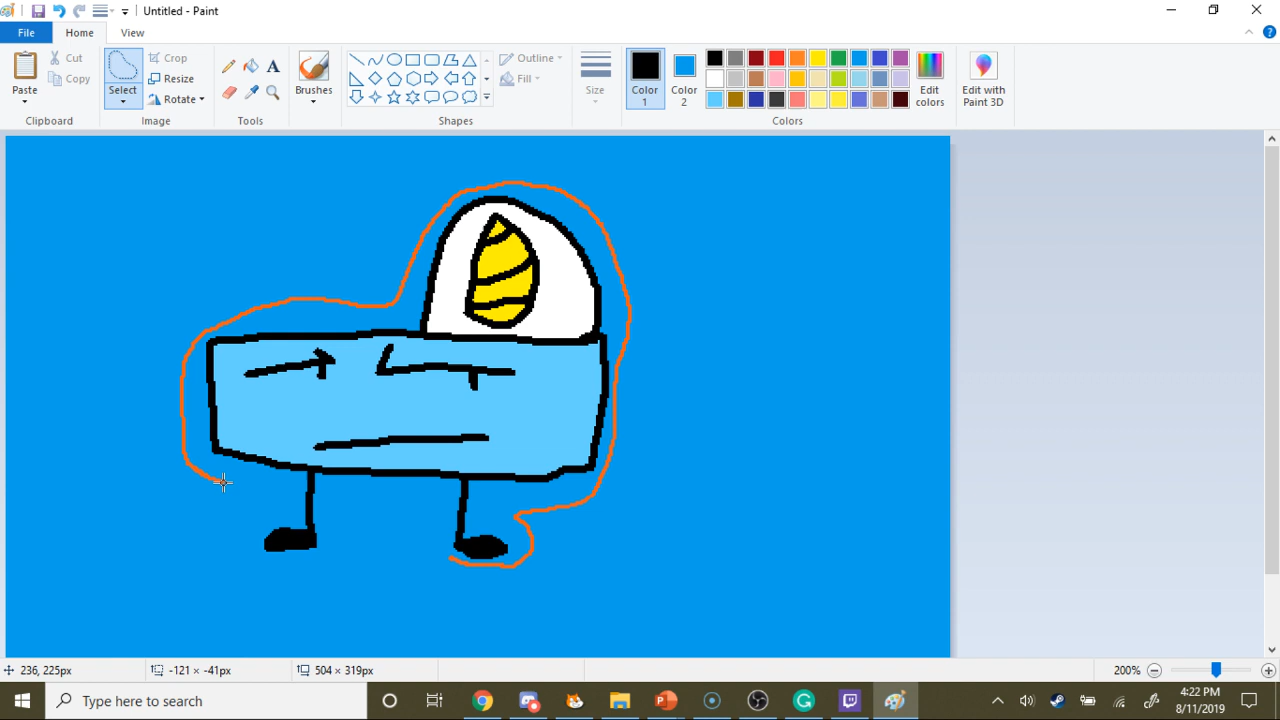 Untitled - Paint
File
Home
View
Paste
Cut
Copy
Clipboard
Select
Crop
Resize
Rotate
Image
A
Tools
Brushes
Outline
Fill
Shapes
Size
Color 1
Color 2
Edit colors
Colors
Edit with Paint 3D
236, 225px
-121 × -41px
504 × 319px
200%
Type here to search
4:22 PM
8/11/2019